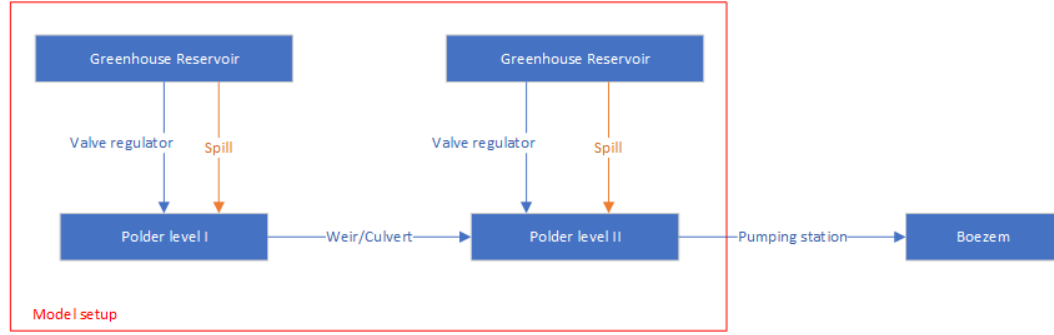 Greenhouse Reservoir
Greenhouse Reservoir
Valve regulator
Spill
Valve regulator
Spill
Polder level I
Weir/Culvert
Polder level II
Pumping station
Boezem
Model setup